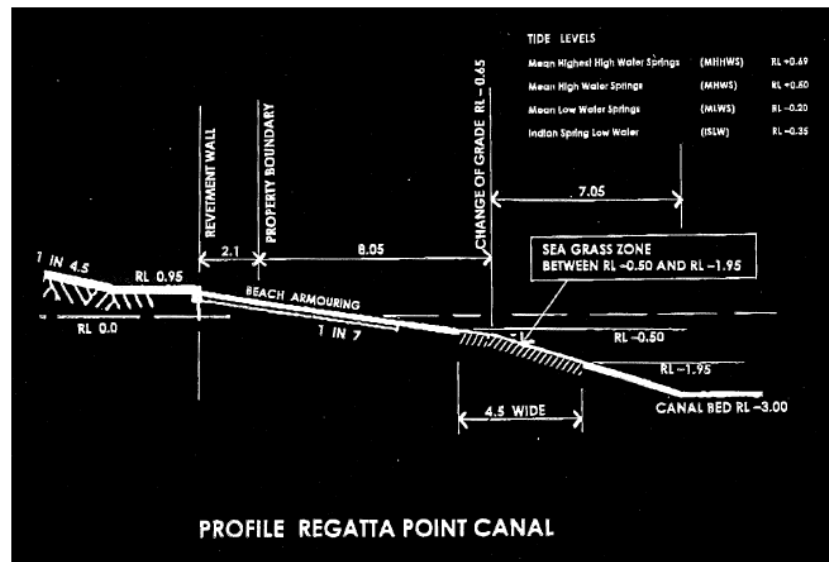 TIDE LEVELS
Mean Highest High Water Springs (MHHWS) RL +0.69
Mean High Water Springs (MHWS) RL +0.50
Mean Low Water Springs (MLWS) RL -0.20
Indian Spring Low Water (ISLW) RL -0.35
REVETMENT WALL
PROPERTY BOUNDARY
CHANGE OF GRADE RL -0.65
7.05
2.1
8.05
SEA GRASS ZONE
BETWEEN RL -0.50 AND RL -1.95
1 IN 4.5
RL 0.95
BEACH ARMOURING
RL 0.0
1 IN 7
RL -0.50
RL -1.95
4.5 WIDE
CANAL BED RL -3.00
PROFILE REGATTA POINT CANAL